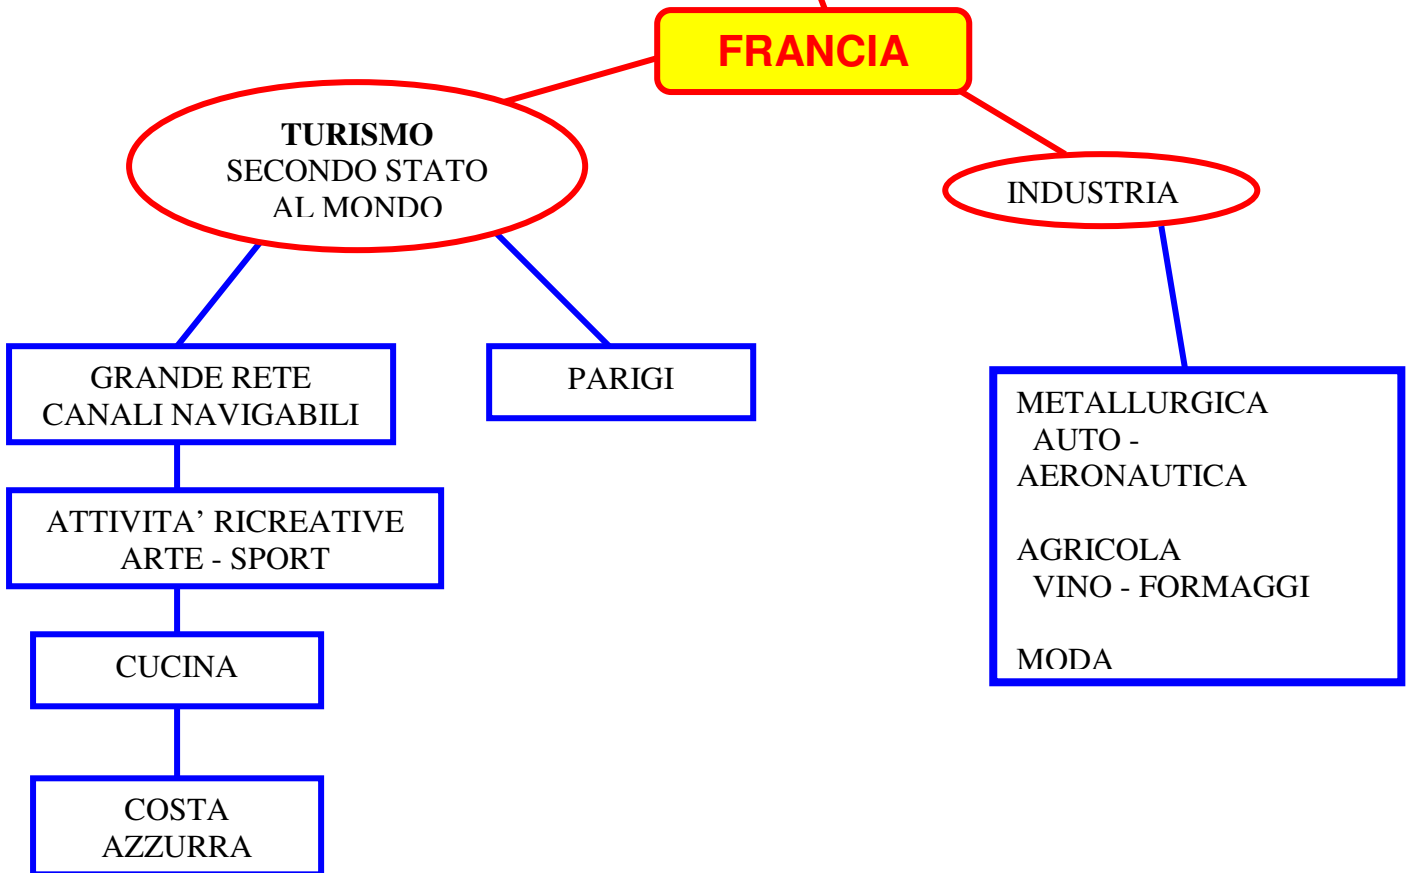 FRANCIA
TURISMO
SECONDO STATO
AL MONDO
INDUSTRIA
GRANDE RETE
CANALI NAVIGABILI
PARIGI
METALLURGICA
AUTO -
AERONAUTICA
AGRICOLA
VINO - FORMAGGI
MODA
ATTIVITA’ RICREATIVE
ARTE - SPORT
CUCINA
COSTA
AZZURRA